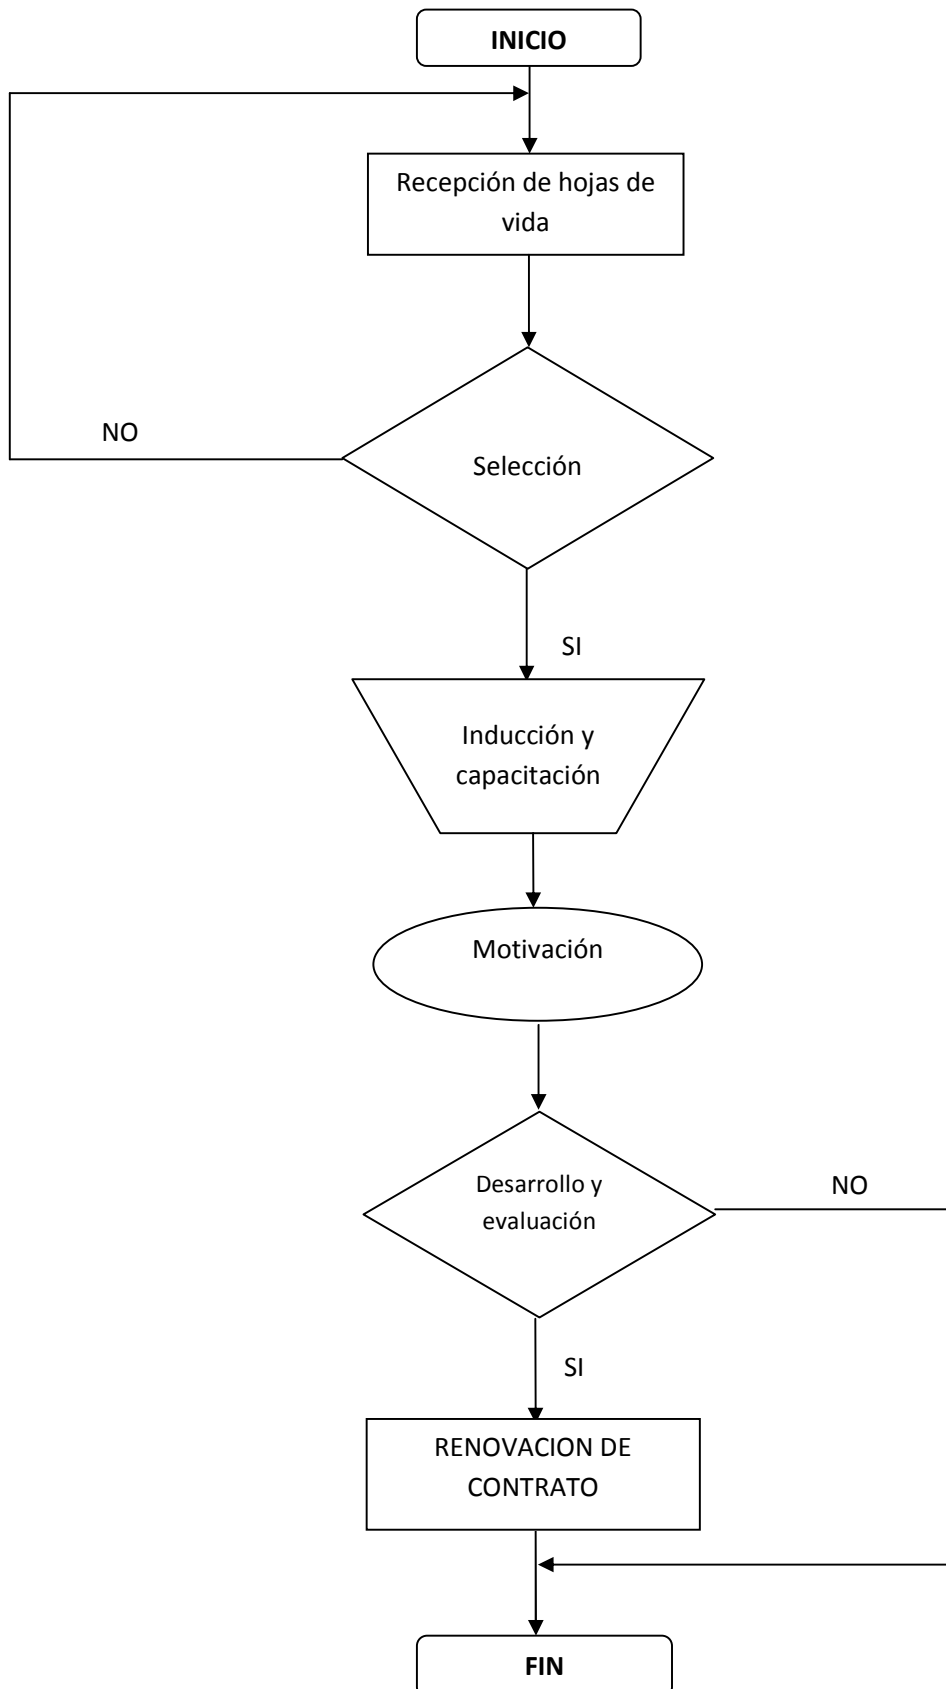 INICIO
Recepción de hojas de
vida
NO
Selección
SI
Inducción y
capacitación
Motivación
Desarrollo y
evaluación
NO
SI
RENOVACION DE
CONTRATO
FIN